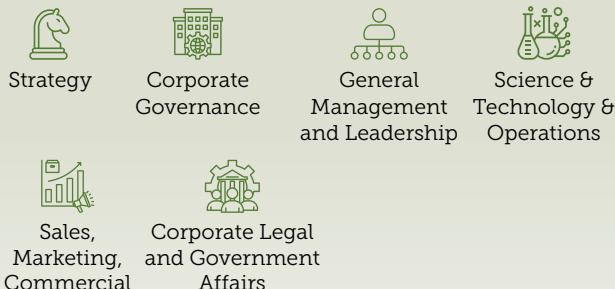 Strategy
Corporate
Governance
General
Management
and Leadership
Science &
Technology &
Operations
Sales,
Marketing,
Commercial
Corporate Legal
and Government
Affairs